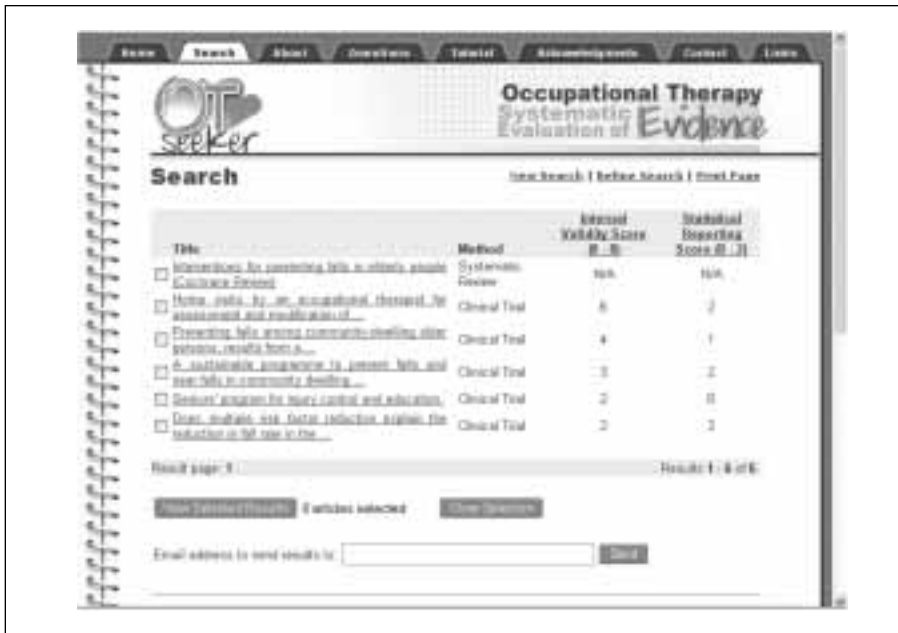 Home Search About Downloads Tutorial Acknowledgments Contact Links
OT
seeker
Occupational Therapy
Systematic
Evaluation of Evidence
Search
New Search | Refine Search | Print Page
Title
Method
Internal
Validity Score
(0 - 8)
Statistical
Reporting
Score (0 - 2)
Interventions for preventing falls in elderly people
(Cochrane Review)
Systematic
Review
N/A
N/A
Home visits by an occupational therapist for
assessment and modification of ...
Clinical Trial
6
2
Preventing falls among community-dwelling older
persons, results from a ...
Clinical Trial
4
1
A sustainable programme to prevent falls and
near falls in community dwelling ...
Clinical Trial
3
2
Seniors' program for injury control and education.
Clinical Trial
2
0
Does multiple risk factor reduction explain the
reduction in fall rate in the ...
Clinical Trial
2
2
Result page: 1
Results 1 - 6 of 6
View Selected Results
0 articles selected
Clear Selection
Email address to send results to:
Send